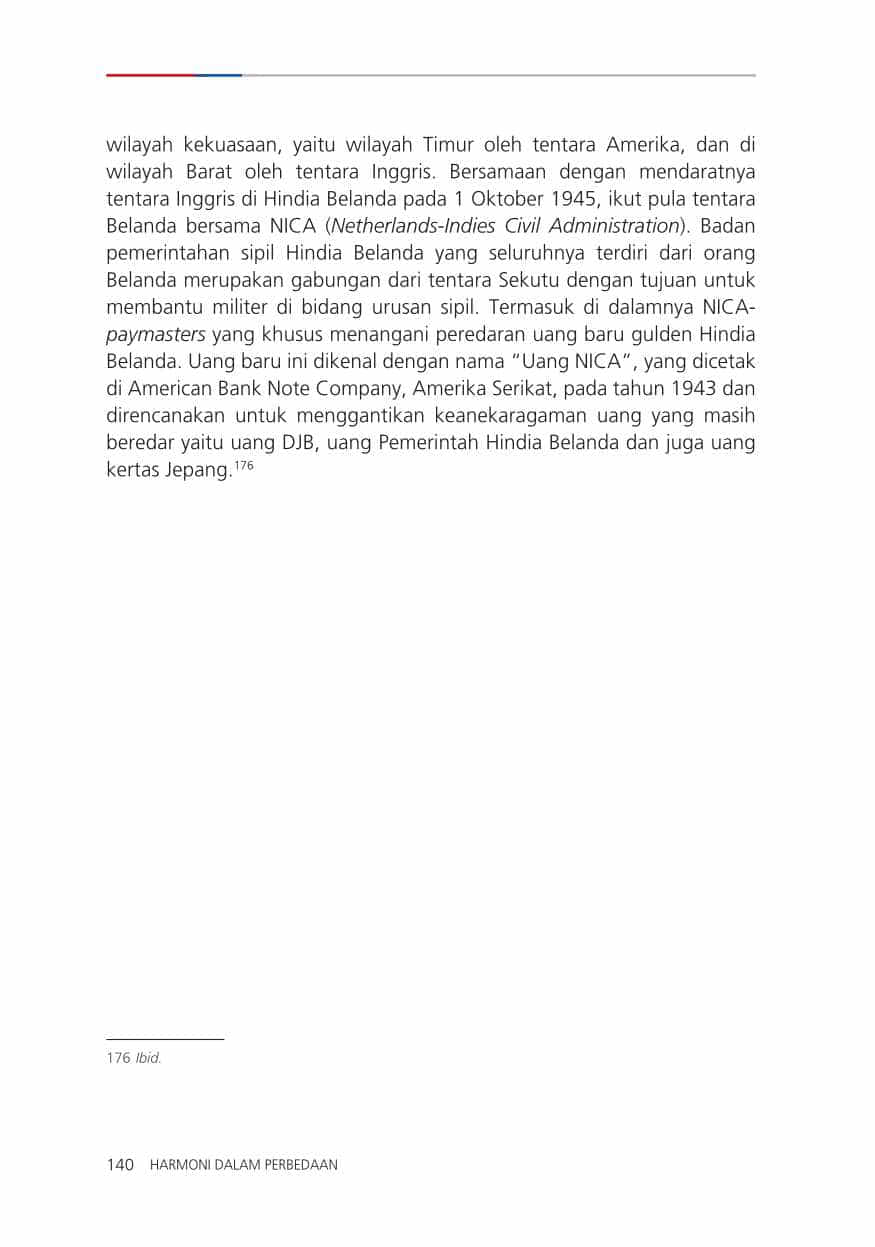 wilayah kekuasaan, yaitu wilayah Timur oleh tentara Amerika, dan di
wilayah Barat oleh tentara Inggris. Bersamaan dengan mendaratnya
tentara Inggris di Hindia Belanda pada 1 Oktober 1945, ikut pula tentara
Belanda bersama NICA (Netherlands-Indies Civil Administration). Badan
pemerintahan sipil Hindia Belanda yang seluruhnya terdiri dari orang
Belanda merupakan gabungan dari tentara Sekutu dengan tujuan untuk
membantu militer di bidang urusan sipil. Termasuk di dalamnya NICA-
paymasters yang khusus menangani peredaran uang baru gulden Hindia
Belanda. Uang baru ini dikenal dengan nama “Uang NICA”, yang dicetak
di American Bank Note Company, Amerika Serikat, pada tahun 1943 dan
direncanakan untuk menggantikan keanekaragaman uang yang masih
beredar yaitu uang DJB, uang Pemerintah Hindia Belanda dan juga uang
kertas Jepang.176
176 Ibid.
140 HARMONI DALAM PERBEDAAN